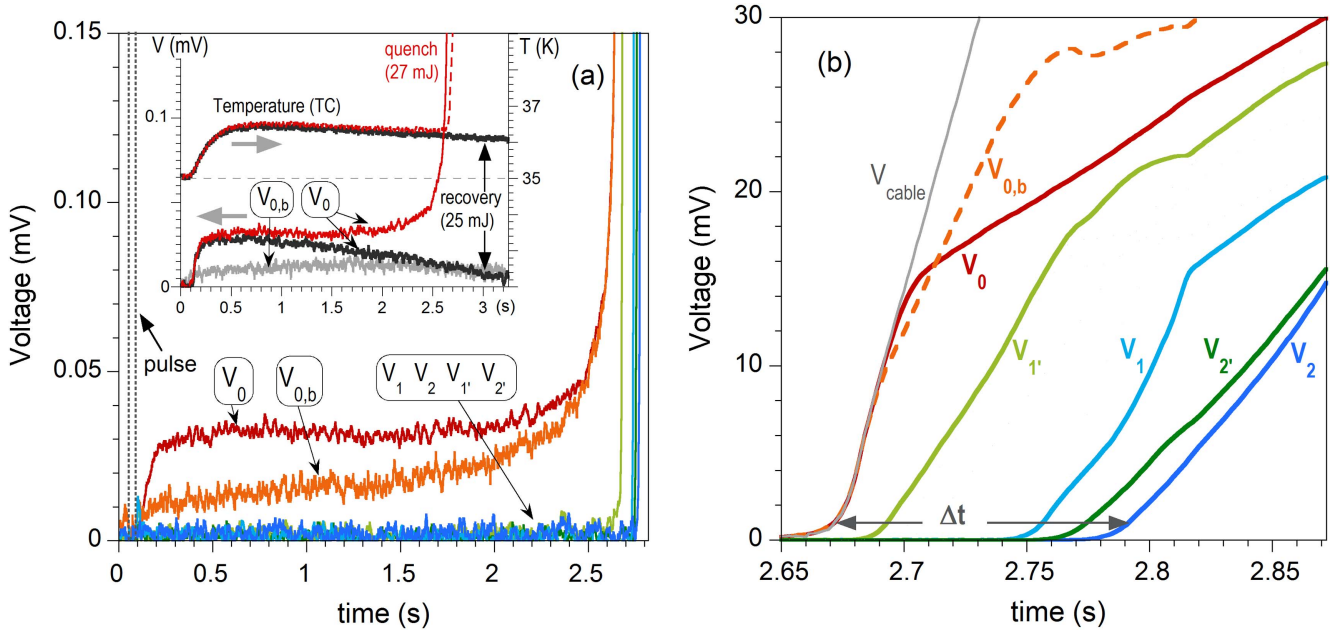 V (mV)
T (K)
quench
(27 mJ)
(a)
Temperature (TC)
37
0.1
35
V0,b
V0
recovery
(25 mJ)
0
0 0.5 1 1.5 2 2.5 3 (s)
0.15
0.10
0.05
0
Voltage (mV)
pulse
V0
V0,b
V1 V2 V1' V2'
0 0.5 1 1.5 2 2.5
time (s)
(b)
30
20
10
0
Voltage (mV)
Vcable
V0,b
V0
V1'
V1
V2'
V2
Δt
2.65 2.7 2.75 2.8 2.85
time (s)